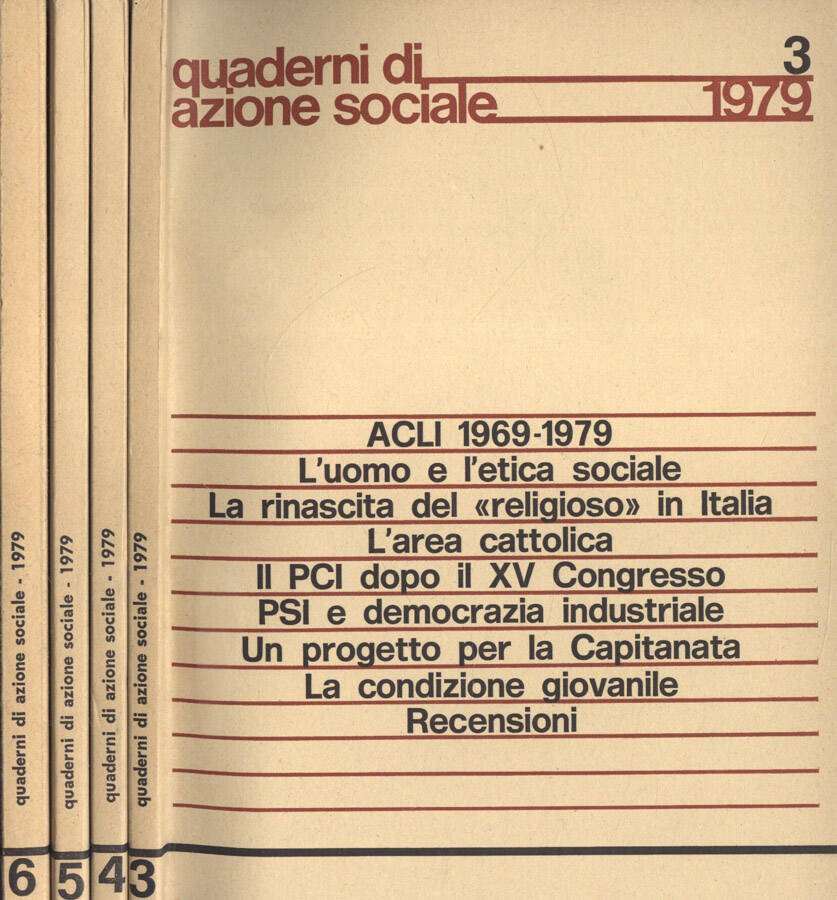 quaderni di
azione sociale
3
1979
ACLI 1969-1979
L'uomo e l'etica sociale
La rinascita del «religioso» in Italia
L'area cattolica
Il PCI dopo il XV Congresso
PSI e democrazia industriale
Un progetto per la Capitanata
La condizione giovanile
Recensioni
quaderni di azione sociale - 1979
6
quaderni di azione sociale - 1979
5
quaderni di azione sociale - 1979
4
quaderni di azione sociale - 1979
3